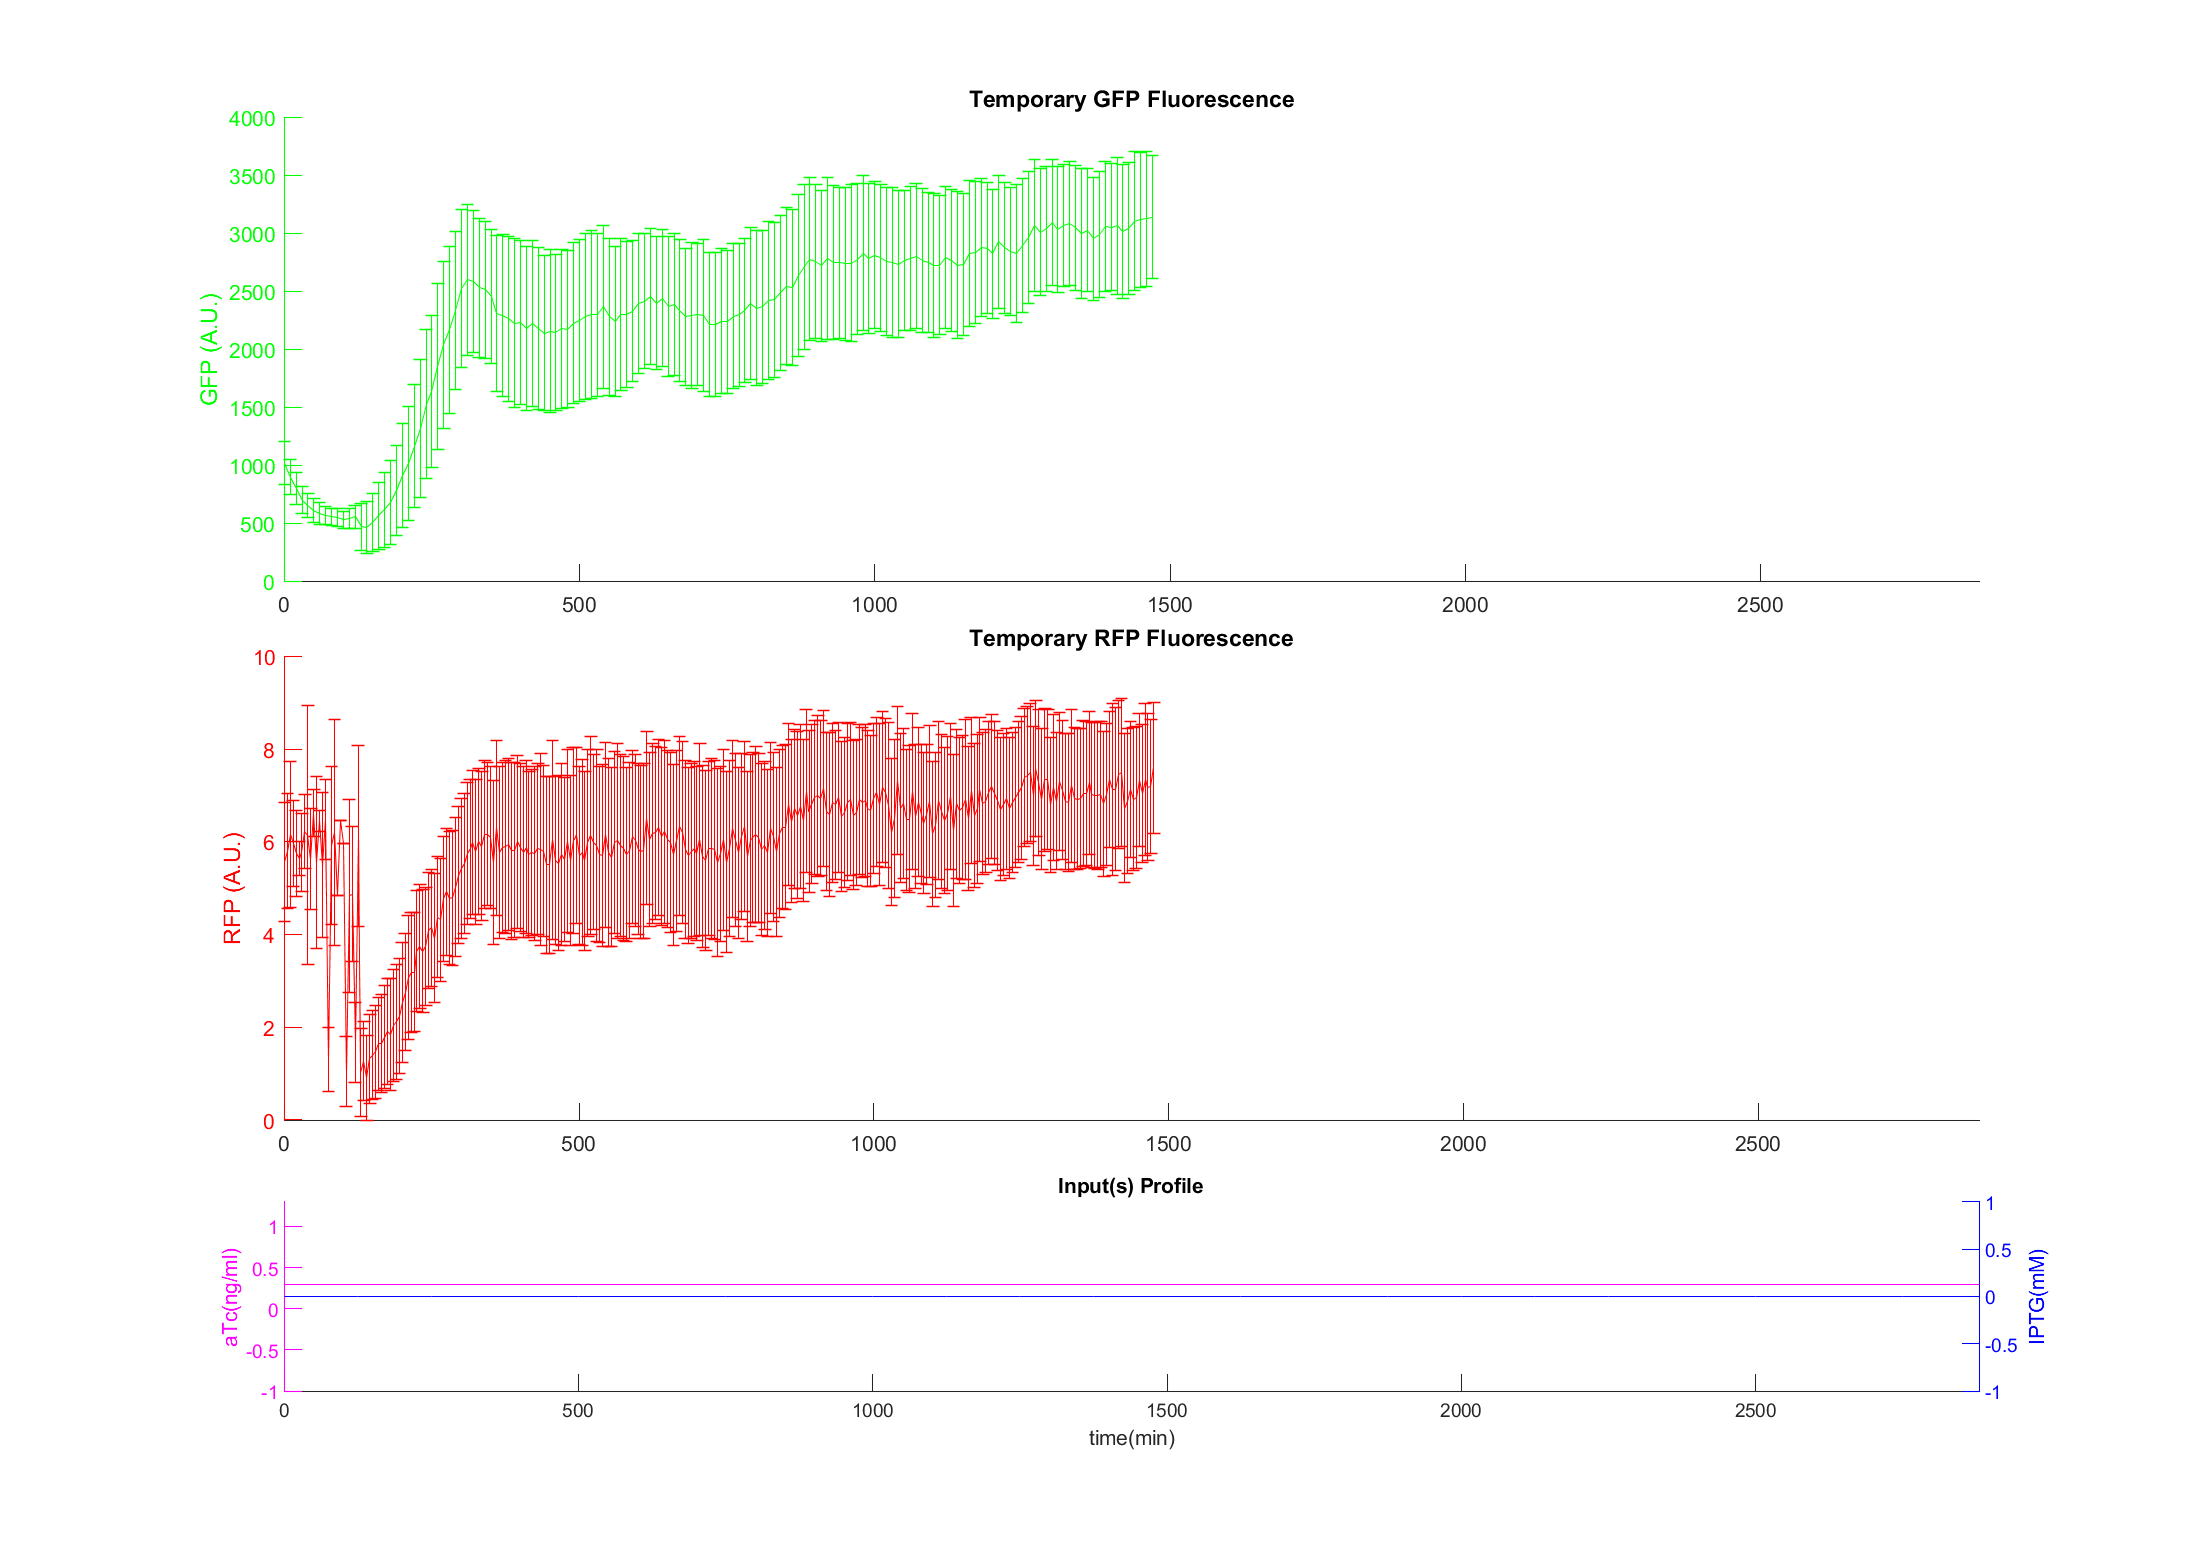 Temporary GFP Fluorescence
4000
3500
3000
2500
2000
1500
1000
500
0
GFP (A.U.)
0 500 1000 1500 2000 2500
Temporary RFP Fluorescence
10
8
6
4
2
0
RFP (A.U.)
0 500 1000 1500 2000 2500
Input(s) Profile
1
0.5
0
-0.5
-1
aTc(ng/ml)
1
0.5
0
-0.5
-1
IPTG(mM)
0 500 1000 1500 2000 2500
time(min)